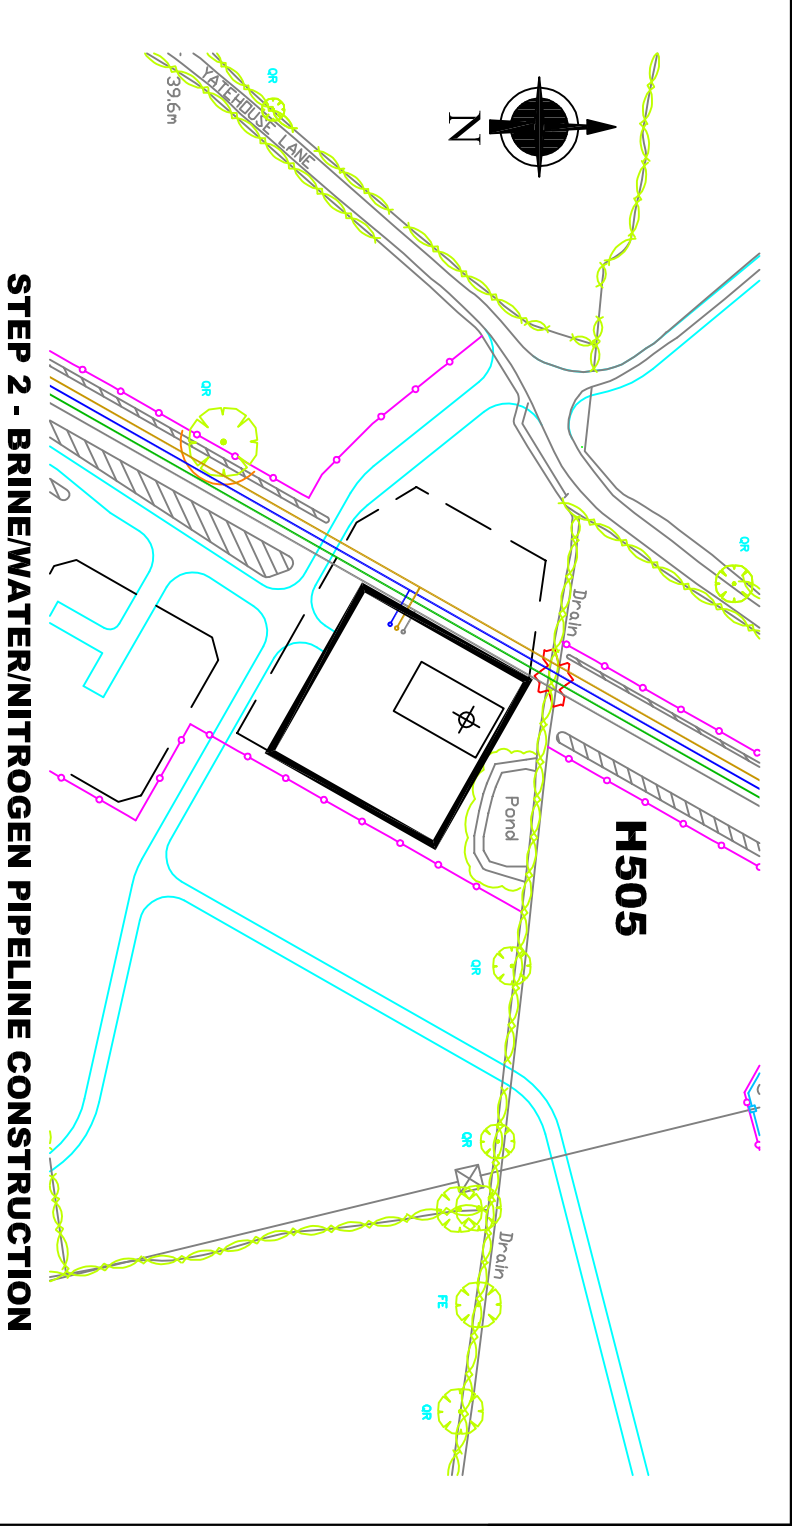 QR
YATEHOUSE LANE
39.6m
N
QR
QR
Drain
H505
Pond
QR
QR
Drain
FE
QR
STEP 2 - BRINE/WATER/NITROGEN PIPELINE CONSTRUCTION